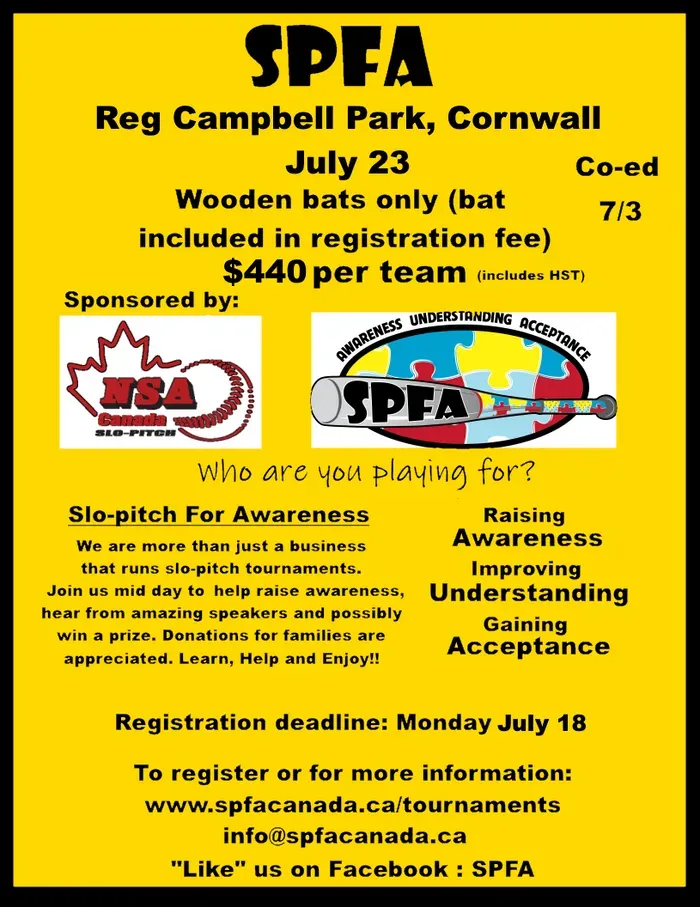 SPFA
Reg Campbell Park, Cornwall
July 23
Co-ed
7/3
Wooden bats only (bat
included in registration fee)
$440 per team (includes HST)
Sponsored by:
NSA
Canada
SLO-PITCH
AWARENESS UNDERSTANDING ACCEPTANCE
SPFA
Who are you playing for?
Slo-pitch For Awareness
We are more than just a business
that runs slo-pitch tournaments.
Join us mid day to help raise awareness,
hear from amazing speakers and possibly
win a prize. Donations for families are
appreciated. Learn, Help and Enjoy!!
Raising
Awareness
Improving
Understanding
Gaining
Acceptance
Registration deadline: Monday July 18
To register or for more information:
www.spfacanada.ca/tournaments
info@spfacanada.ca
"Like" us on Facebook : SPFA